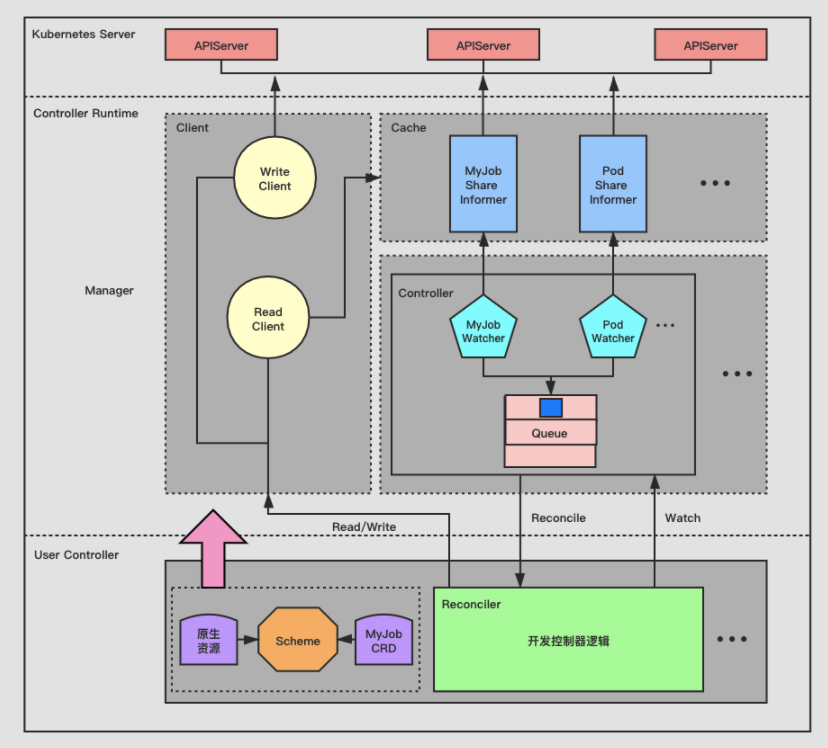 Kubernetes Server
APIServer
APIServer
APIServer
Controller Runtime
Client
Cache
Write
Client
MyJob
Share
Informer
Pod
Share
Informer
Manager
Read
Client
Controller
MyJob
Watcher
Pod
Watcher
Queue
Read/Write
Reconcile
Watch
User Controller
原生
资源
Scheme
MyJob
CRD
Reconciler
开发控制器逻辑